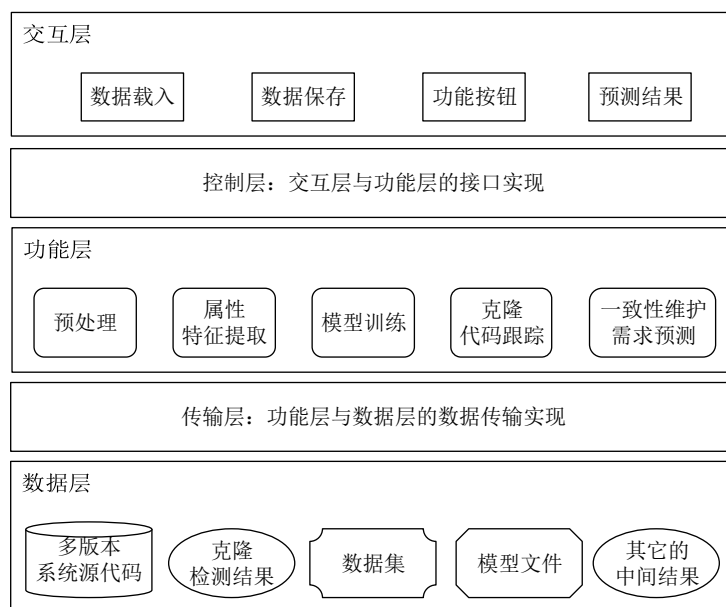 交互层
数据载入 数据保存 功能按钮 预测结果
控制层：交互层与功能层的接口实现
功能层
预处理
属性
特征提取
模型训练
克隆
代码跟踪
一致性维护
需求预测
传输层：功能层与数据层的数据传输实现
数据层
多版本
系统源代码
克隆
检测结果
数据集
模型文件
其它的
中间结果